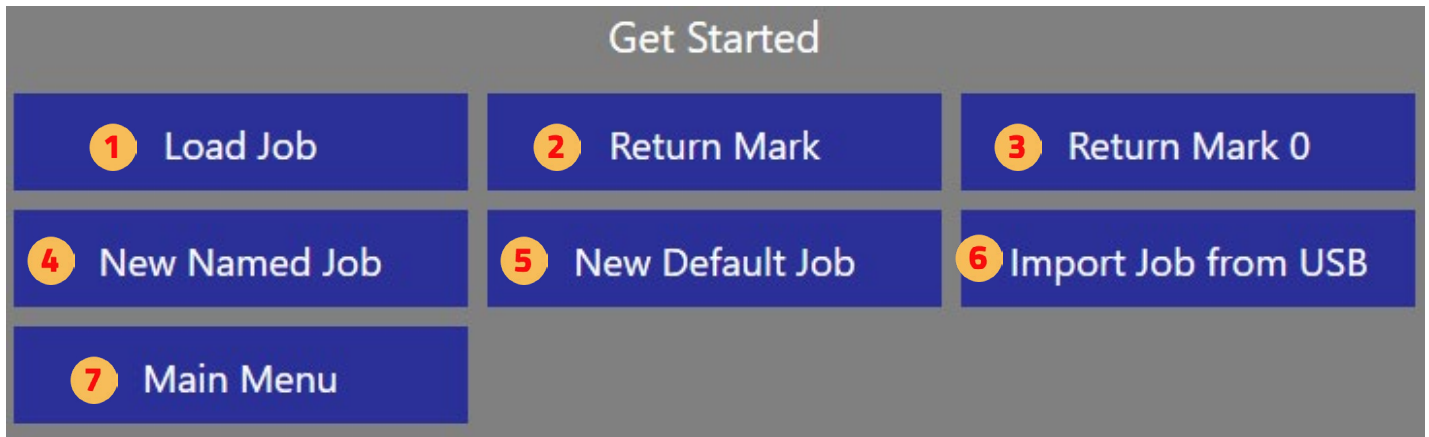 Get Started
1 Load Job
2 Return Mark
3 Return Mark 0
4 New Named Job
5 New Default Job
6 Import Job from USB
7 Main Menu